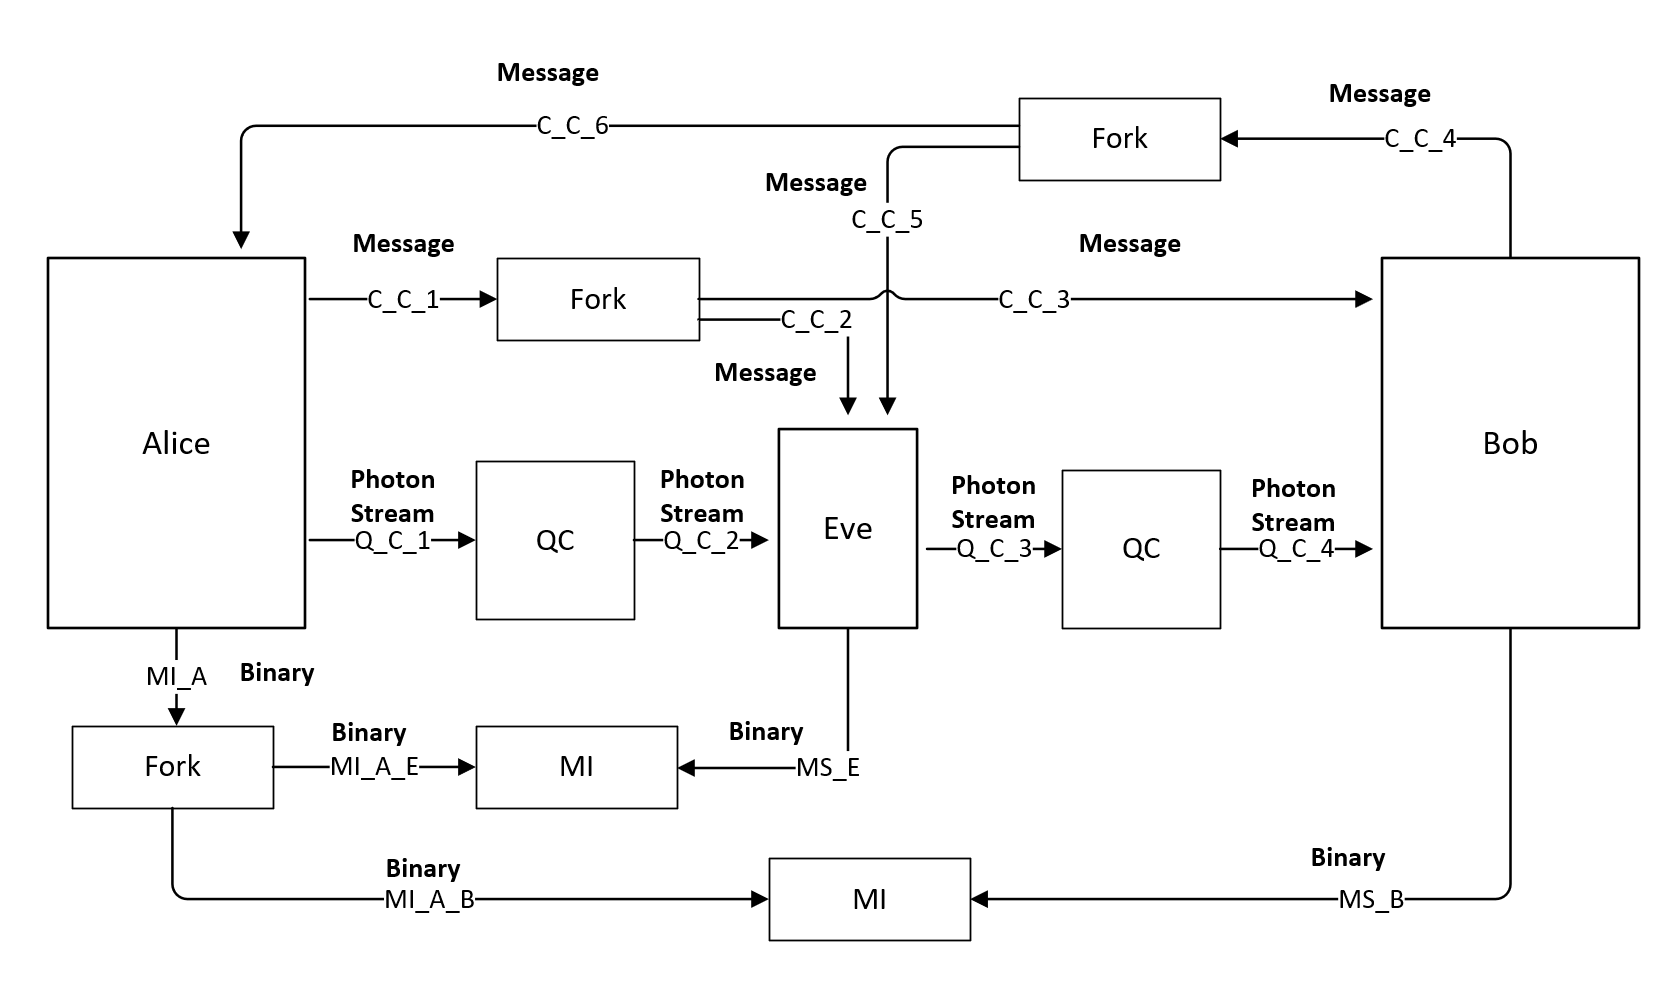 Message
Message
C_C_6
Fork
C_C_4
Message
C_C_5
Message
Message
C_C_1
Fork
C_C_3
C_C_2
Message
Alice
Bob
Photon
Stream
Q_C_1
QC
Photon
Stream
Q_C_2
Eve
Photon
Stream
Q_C_3
QC
Photon
Stream
Q_C_4
MI_A
Binary
Fork
Binary
MI_A_E
MI
Binary
MS_E
Binary
MI_A_B
MI
Binary
MS_B